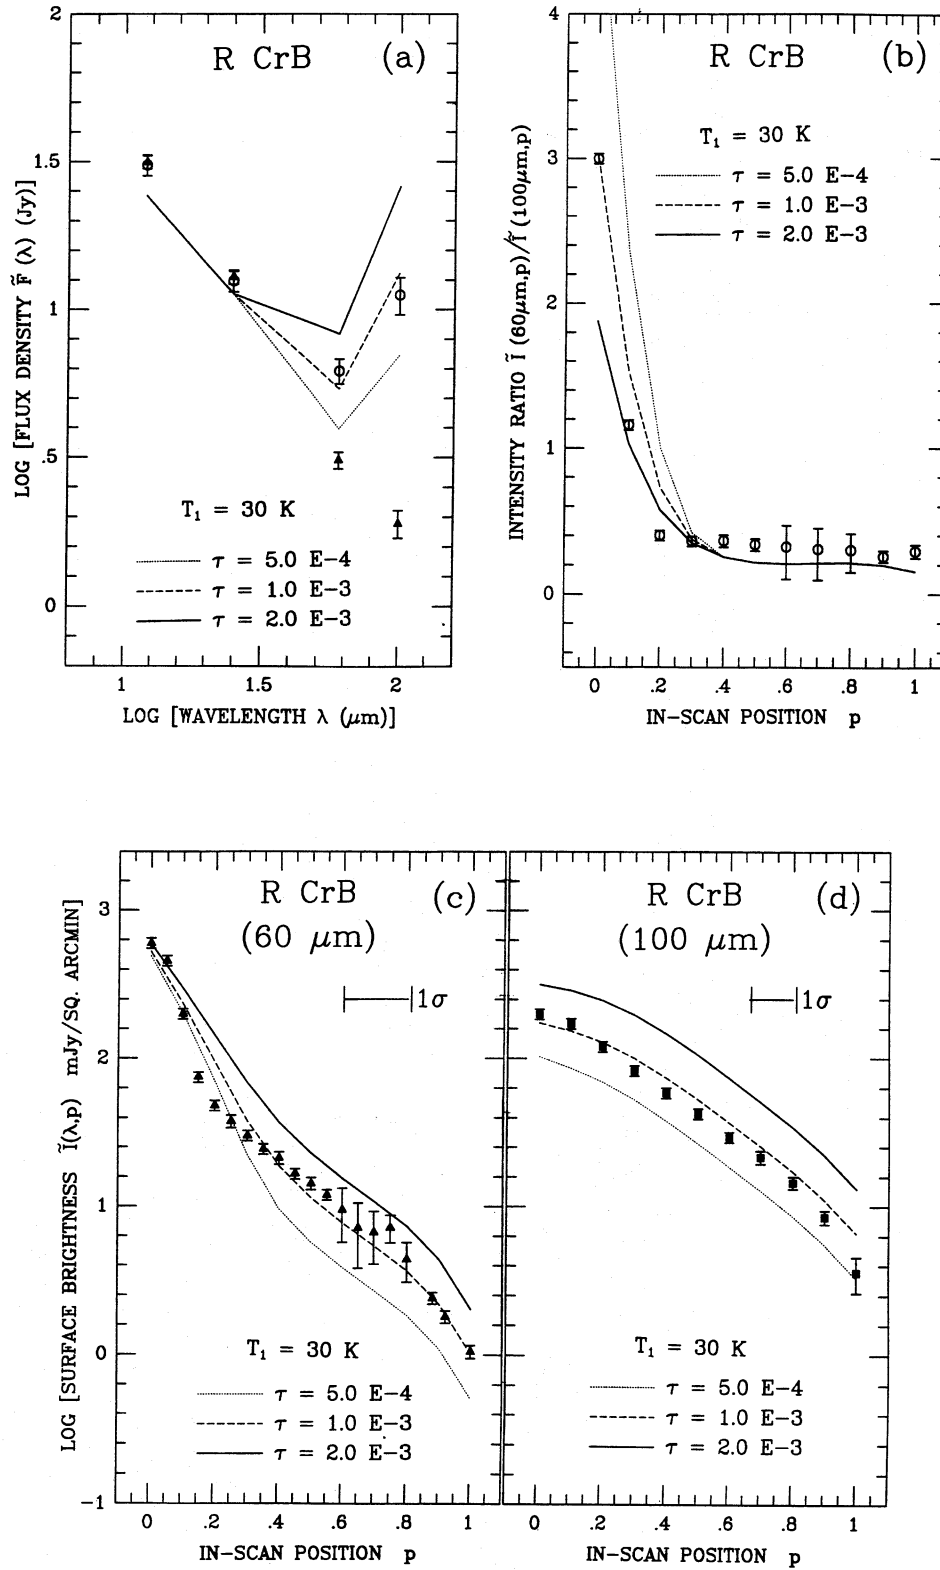 R CrB (a)
LOG [FLUX DENSITY F̃ (λ) (Jy)]
2
1.5
1
.5
0
T₁ = 30 K
τ = 5.0 E-4
τ = 1.0 E-3
τ = 2.0 E-3
1 1.5 2
LOG [WAVELENGTH λ (μm)]
R CrB (b)
INTENSITY RATIO Ĩ (60μm,p)/Ĩ (100μm,p)
4
3
2
1
0
T₁ = 30 K
τ = 5.0 E-4
τ = 1.0 E-3
τ = 2.0 E-3
0 .2 .4 .6 .8 1
IN-SCAN POSITION p
R CrB (c)
(60 μm)
1σ
LOG [SURFACE BRIGHTNESS Ĩ(λ,p) mJy/SQ. ARCMIN]
3
2
1
0
-1
T₁ = 30 K
τ = 5.0 E-4
τ = 1.0 E-3
τ = 2.0 E-3
0 .2 .4 .6 .8 1
IN-SCAN POSITION p
R CrB (d)
(100 μm)
1σ
T₁ = 30 K
τ = 5.0 E-4
τ = 1.0 E-3
τ = 2.0 E-3
0 .2 .4 .6 .8 1
IN-SCAN POSITION p